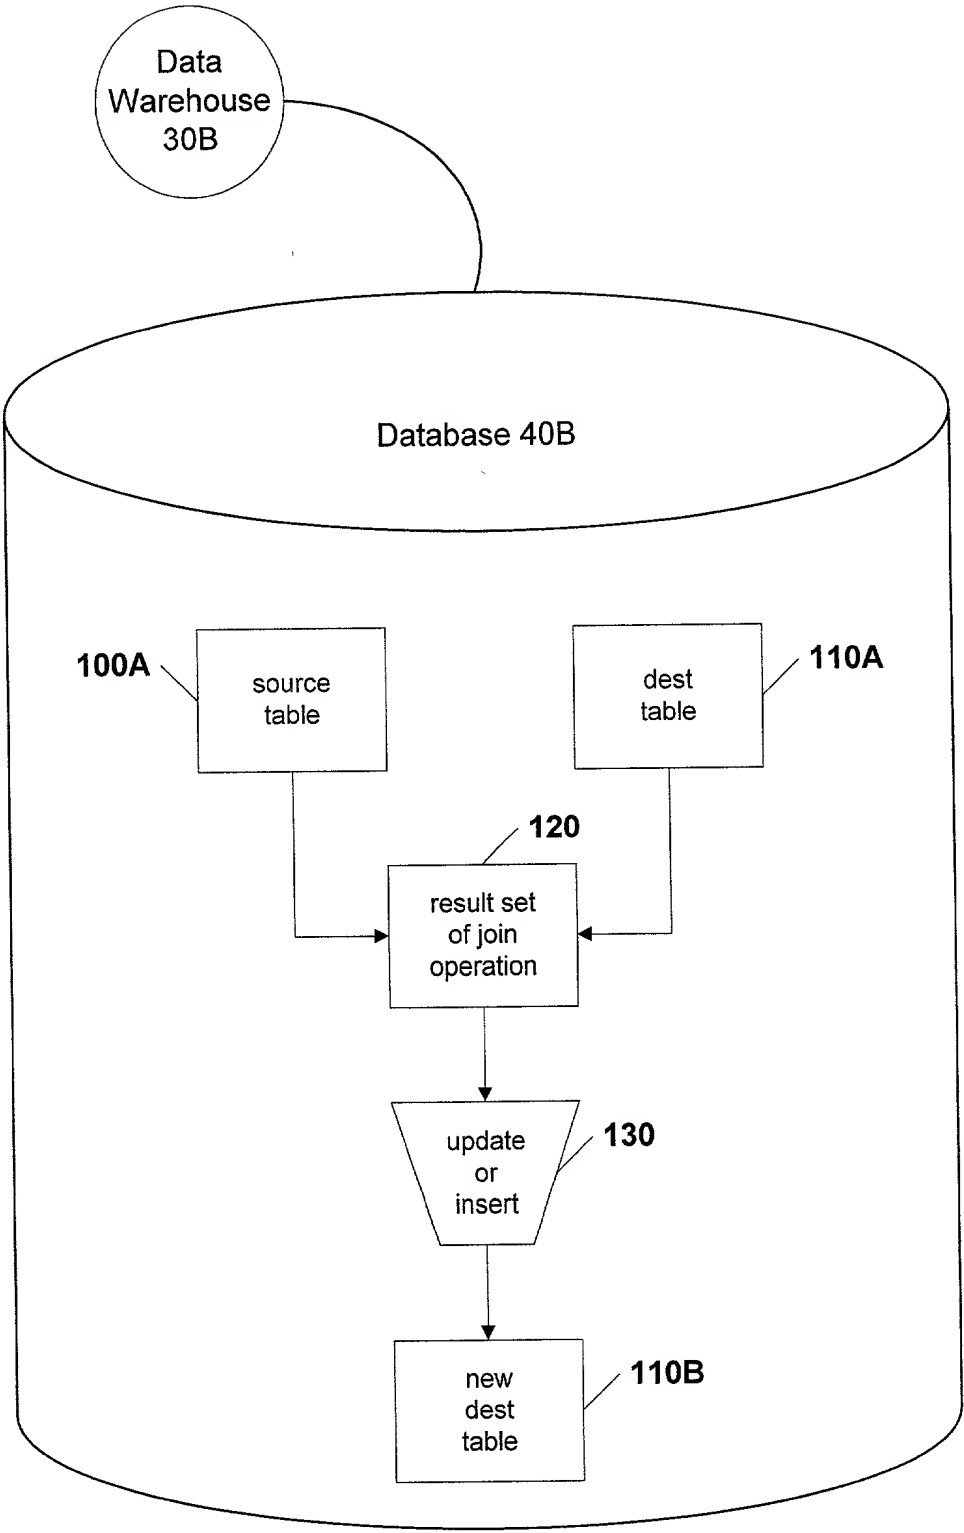 Data
Warehouse
30B
Database 40B
100A
source
table
dest
table
110A
120
result set
of join
operation
update
or
insert
130
new
dest
table
110B